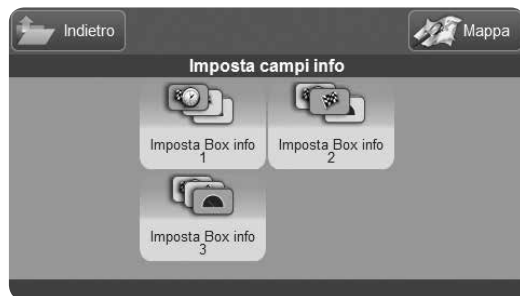 Indietro
Mappa
Imposta campi info
Imposta Box info
1
Imposta Box info
2
Imposta Box info
3